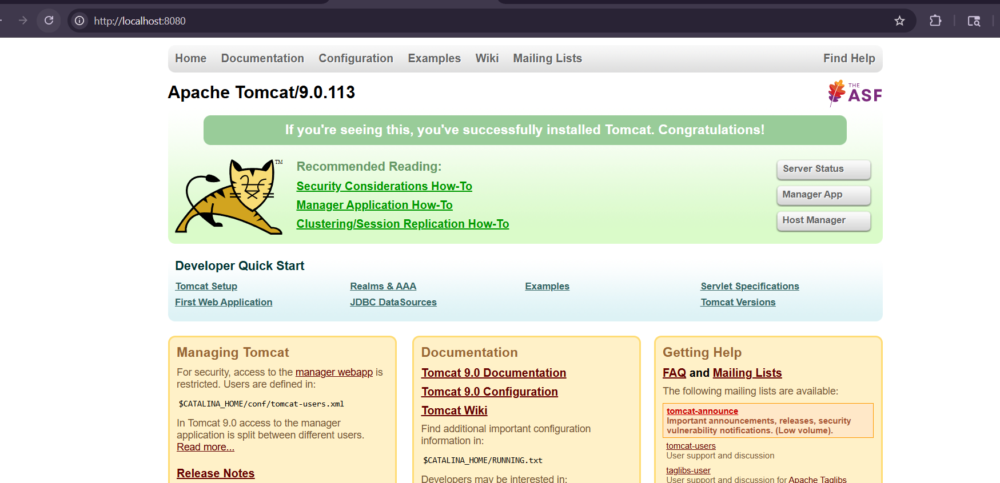 http://localhost:8080
Home Documentation Configuration Examples Wiki Mailing Lists Find Help
Apache Tomcat/9.0.113
THE
ASF
If you're seeing this, you've successfully installed Tomcat. Congratulations!
TM
Recommended Reading:
Security Considerations How-To
Manager Application How-To
Clustering/Session Replication How-To
Server Status
Manager App
Host Manager
Developer Quick Start
Tomcat Setup
First Web Application
Realms & AAA
JDBC DataSources
Examples
Servlet Specifications
Tomcat Versions
Managing Tomcat
For security, access to the manager webapp is
restricted. Users are defined in:
$CATALINA_HOME/conf/tomcat-users.xml
In Tomcat 9.0 access to the manager
application is split between different users.
Read more...
Release Notes
Documentation
Tomcat 9.0 Documentation
Tomcat 9.0 Configuration
Tomcat Wiki
Find additional important configuration
information in:
$CATALINA_HOME/RUNNING.txt
Developers may be interested in:
Getting Help
FAQ and Mailing Lists
The following mailing lists are available:
tomcat-announce
Important announcements, releases, security
vulnerability notifications. (Low volume).
tomcat-users
User support and discussion
taglibs-user
User support and discussion for Apache Taglibs